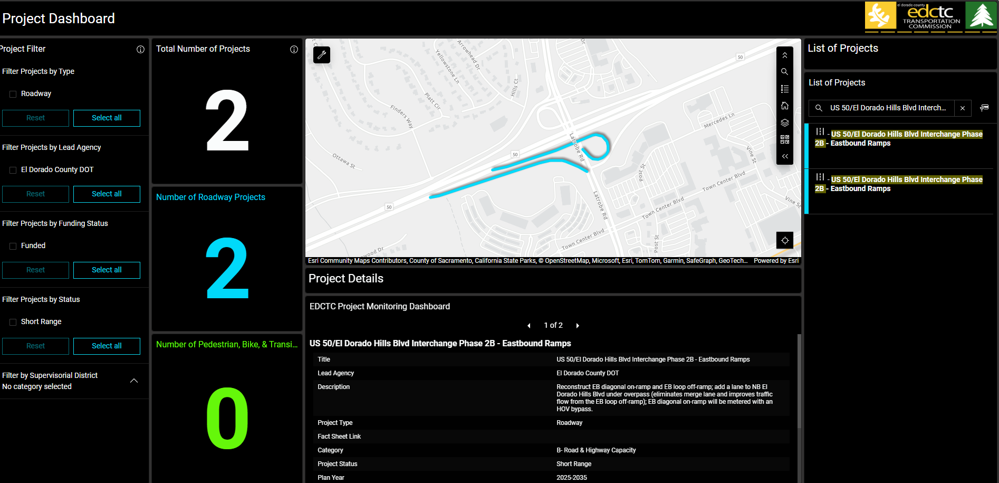 Project Dashboard
el dorado county
edctc
TRANSPORTATION
COMMISSION
Project Filter
Filter Projects by Type
Roadway
Reset
Select all
Filter Projects by Lead Agency
El Dorado County DOT
Reset
Select all
Filter Projects by Funding Status
Funded
Reset
Select all
Filter Projects by Status
Short Range
Reset
Select all
Filter by Supervisorial District
No category selected
Total Number of Projects
2
Number of Roadway Projects
2
Number of Pedestrian, Bike, & Transi...
0
Dr
Arrowhead Dr
Yellowstone Ln
Hills Ct
Platt Cir
Finders Way
Ottawa St
50
50
50
Latrobe Rd
Latrobe Rd
Mercedes Ln
Vine St
Vine St
Post St
Post St
Town Center Blvd
Town Center Blvd
Town Center Blvd
wood Dr
Esri Community Maps Contributors, County of Sacramento, California State Parks, © OpenStreetMap, Microsoft, Esri, TomTom, Garmin, SafeGraph, GeoTech...
Powered by Esri
Project Details
EDCTC Project Monitoring Dashboard
1 of 2
US 50/El Dorado Hills Blvd Interchange Phase 2B - Eastbound Ramps
Title US 50/El Dorado Hills Blvd Interchange Phase 2B - Eastbound Ramps
Lead Agency El Dorado County DOT
Description Reconstruct EB diagonal on-ramp and EB loop off-ramp; add a lane to NB El
Dorado Hills Blvd under overpass (eliminates merge lane and improves traffic
flow from the EB loop off-ramp); EB diagonal on-ramp will be metered with an
HOV bypass.
Project Type Roadway
Fact Sheet Link
Category B- Road & Highway Capacity
Project Status Short Range
Plan Year 2025-2035
List of Projects
List of Projects
US 50/El Dorado Hills Blvd Interch...
- US 50/El Dorado Hills Blvd Interchange Phase
2B - Eastbound Ramps
- US 50/El Dorado Hills Blvd Interchange Phase
2B - Eastbound Ramps